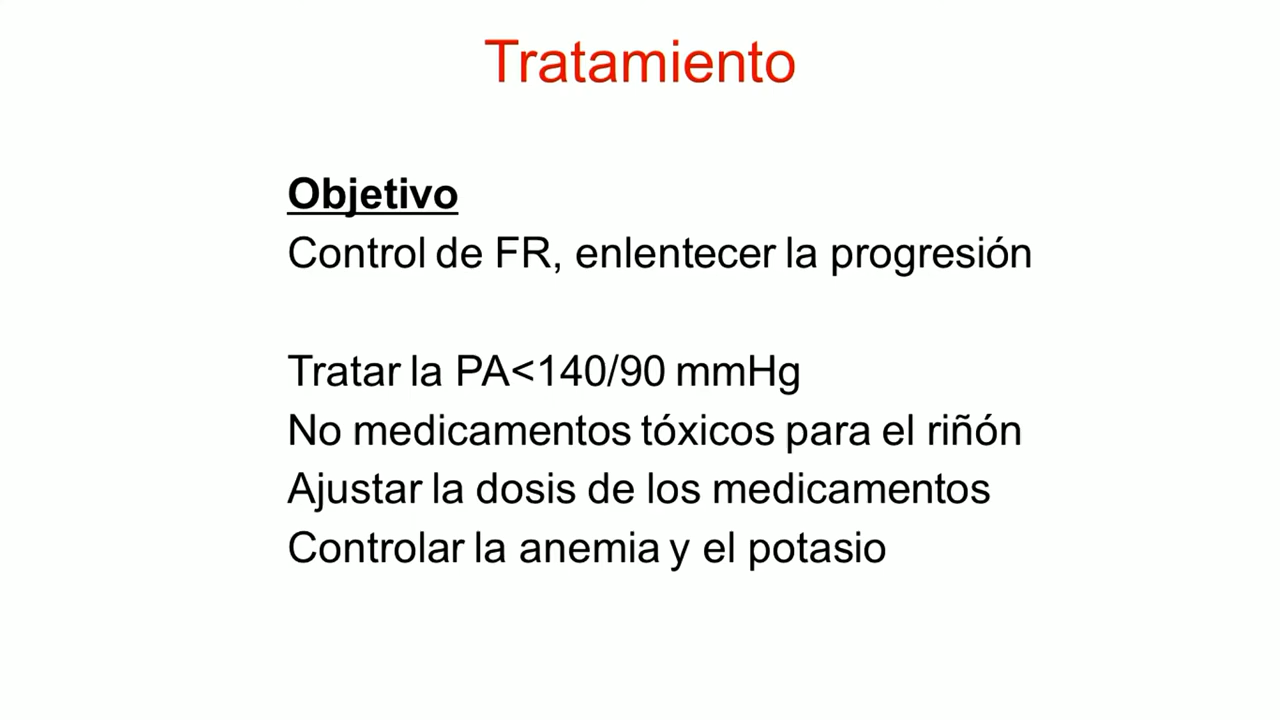 Tratamiento
Objetivo
Control de FR, enlentecer la progresión
Tratar la PA<140/90 mmHg
No medicamentos tóxicos para el riñón
Ajustar la dosis de los medicamentos
Controlar la anemia y el potasio